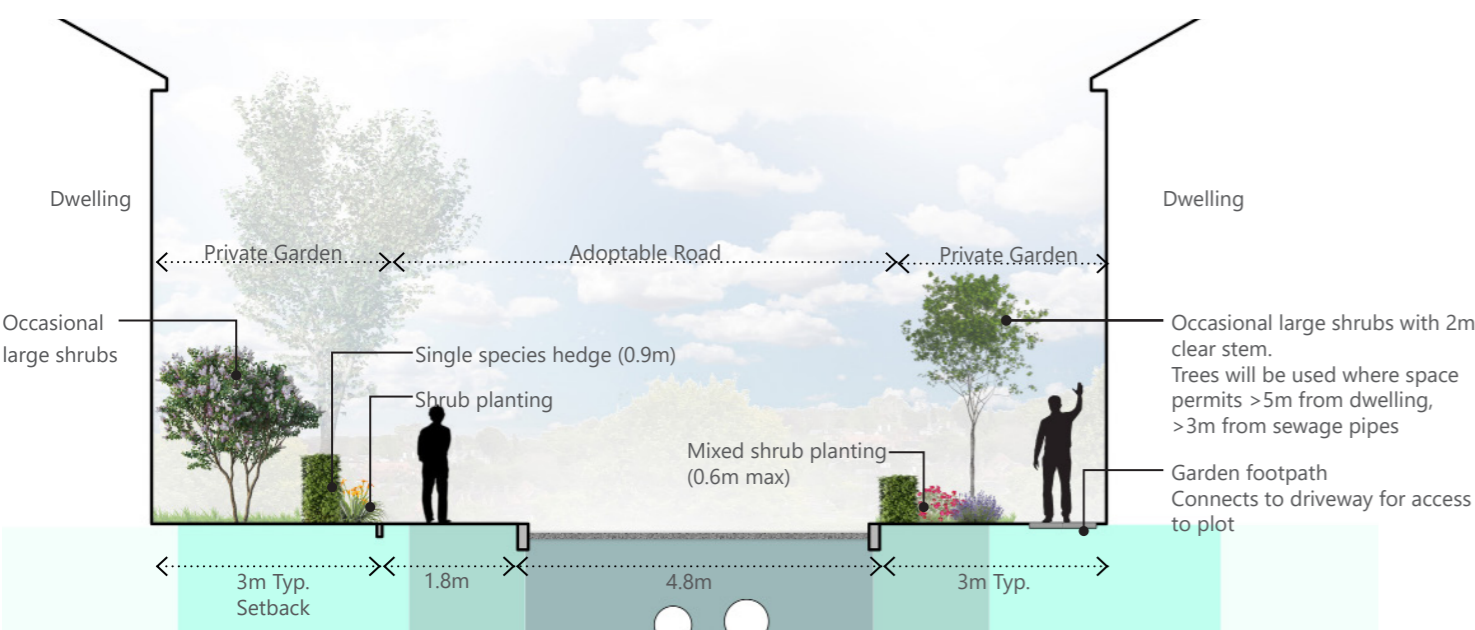 Dwelling
Dwelling
Private Garden
Adoptable Road
Private Garden
Occasional
large shrubs
Single species hedge (0.9m)
Shrub planting
Mixed shrub planting
(0.6m max)
Occasional large shrubs with 2m
clear stem.
Trees will be used where space
permits >5m from dwelling,
>3m from sewage pipes
Garden footpath
Connects to driveway for access
to plot
3m Typ.
Setback
1.8m
4.8m
3m Typ.